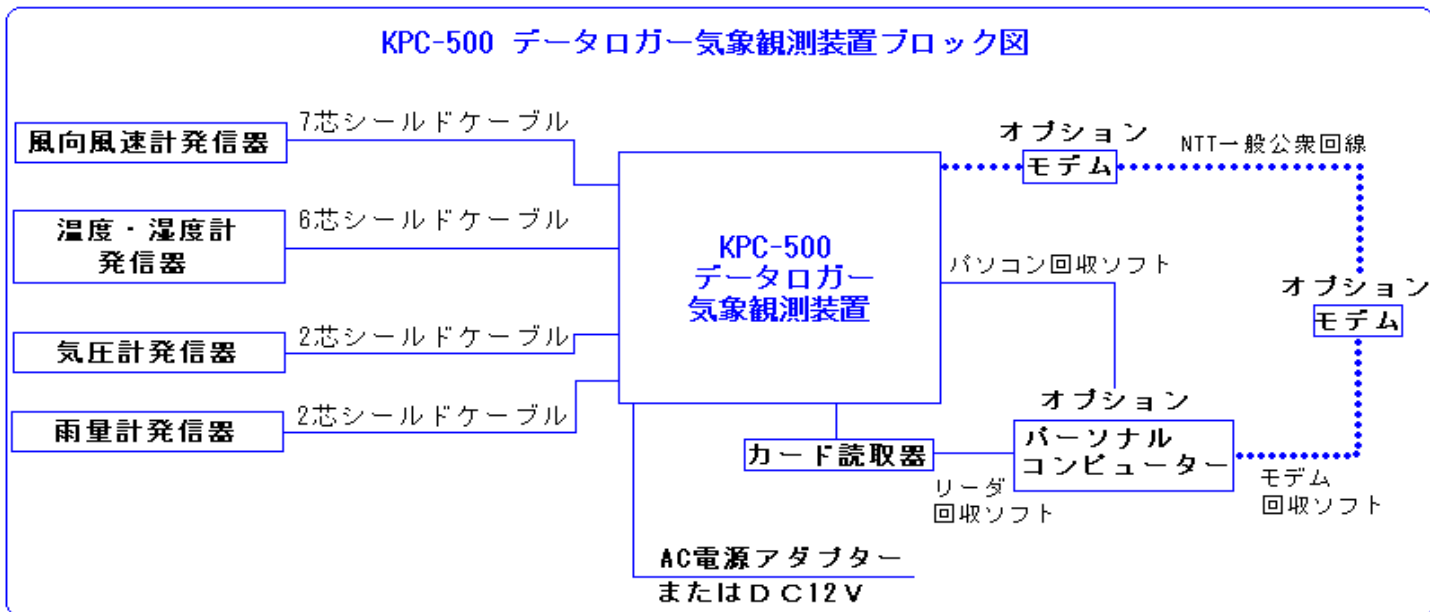 KPC-500 データロガー気象観測装置ブロック図
7芯シールドケーブル
風向風速計発信器
6芯シールドケーブル
温度・湿度計
発信器
2芯シールドケーブル
気圧計発信器
2芯シールドケーブル
雨量計発信器
KPC-500
データロガー
気象観測装置
オプション
モデム
NTT一般公衆回線
パソコン回収ソフト
オプション
モデム
オプション
パーソナル
コンピューター
カード読取器
リーダ
回収ソフト
モデム
回収ソフト
AC電源アダプター
またはＤＣ12Ｖ